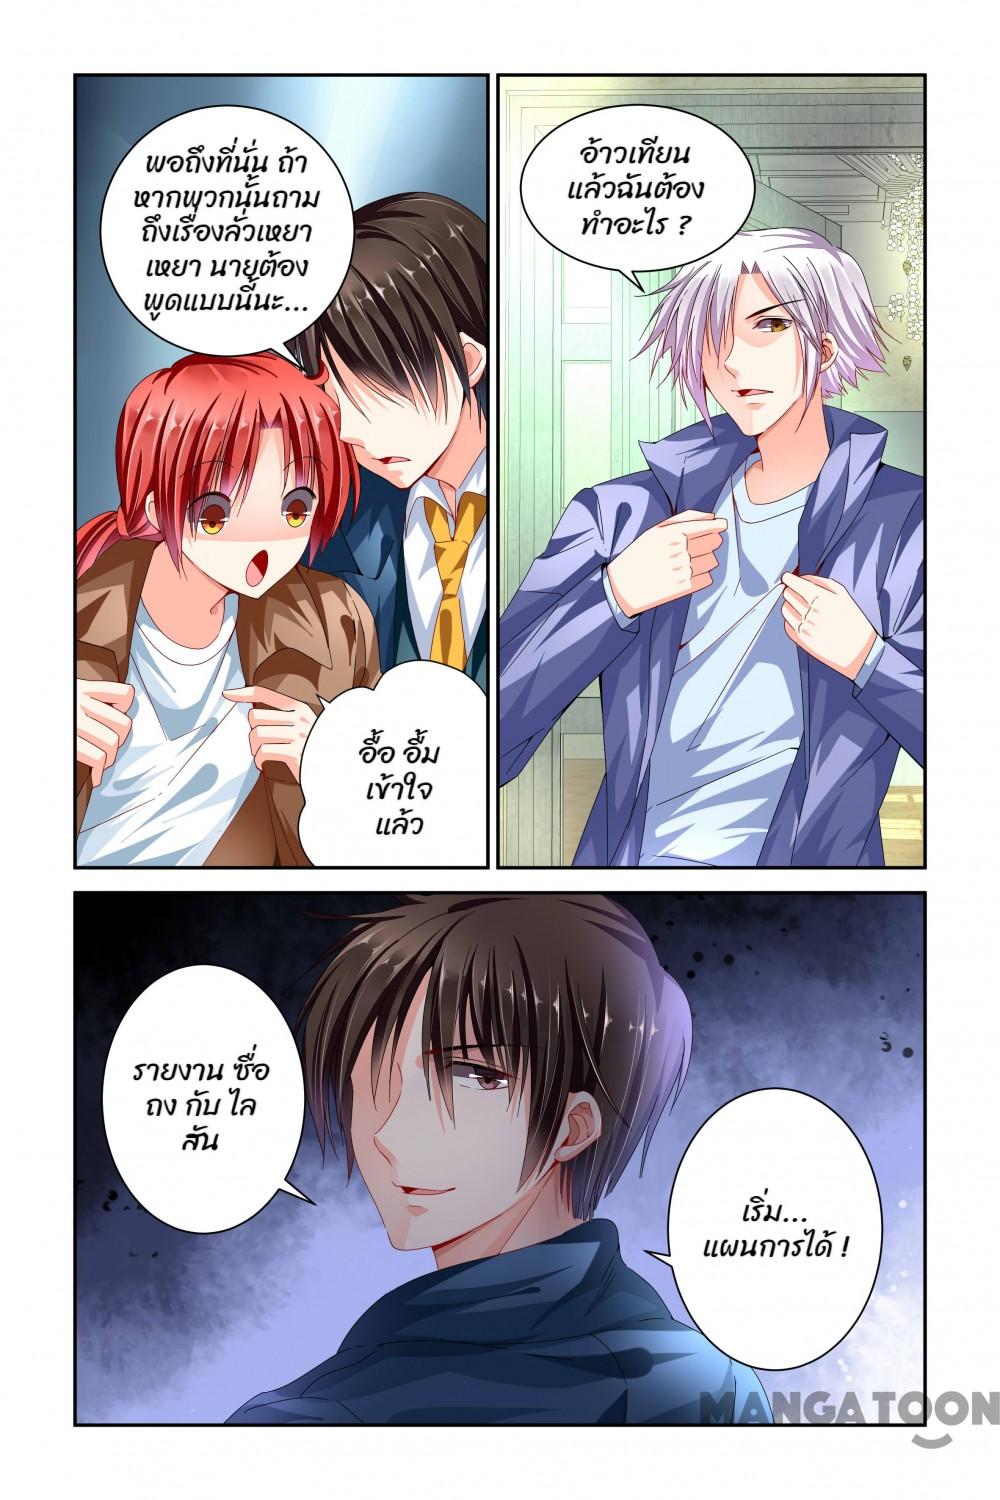 พอถึงที่นั่น ถ้า
หากพวกนั้นถาม
ถึงเรื่องลั่วเหยา
เหยา นายต้อง
พูดแบบนี้นะ...
อื้อ อื้ม
เข้าใจ
แล้ว
อ้าวเทียน
แล้วฉันต้อง
ทำอะไร ?
รายงาน ซื่อ
ถง กับ ไล
สัน
เริ่ม...
แผนการได้ !
MANGATOON